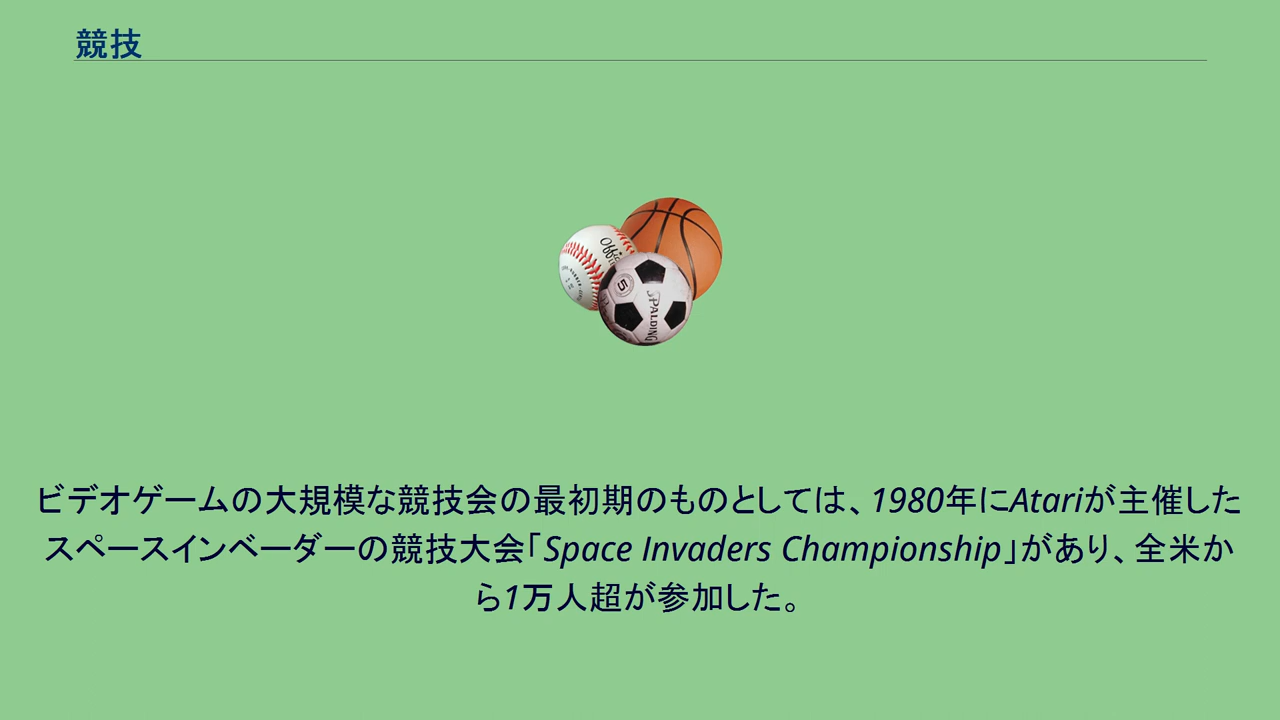 競技
Offic
5
SPALDING
ビデオゲームの大規模な競技会の最初期のものとしては、1980年にAtariが主催した
スペースインベーダーの競技大会「Space Invaders Championship」があり、全米か
ら1万人超が参加した。